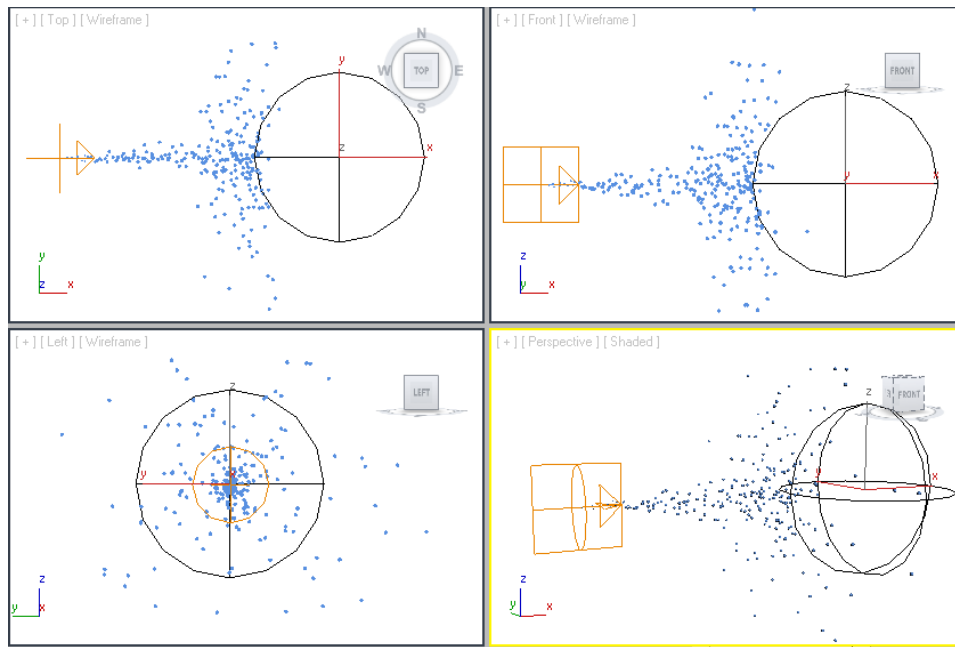 [ + ] [ Top ] [ Wireframe ]
N
W TOP E
S
y
z
x
y
z x
[ + ] [ Front ] [ Wireframe ]
FRONT
z
y x
z
y x
[ + ] [ Left ] [ Wireframe ]
LEFT
z
y
z
y x
[ + ] [ Perspective ] [ Shaded ]
FRONT
z
y
x
z
y x